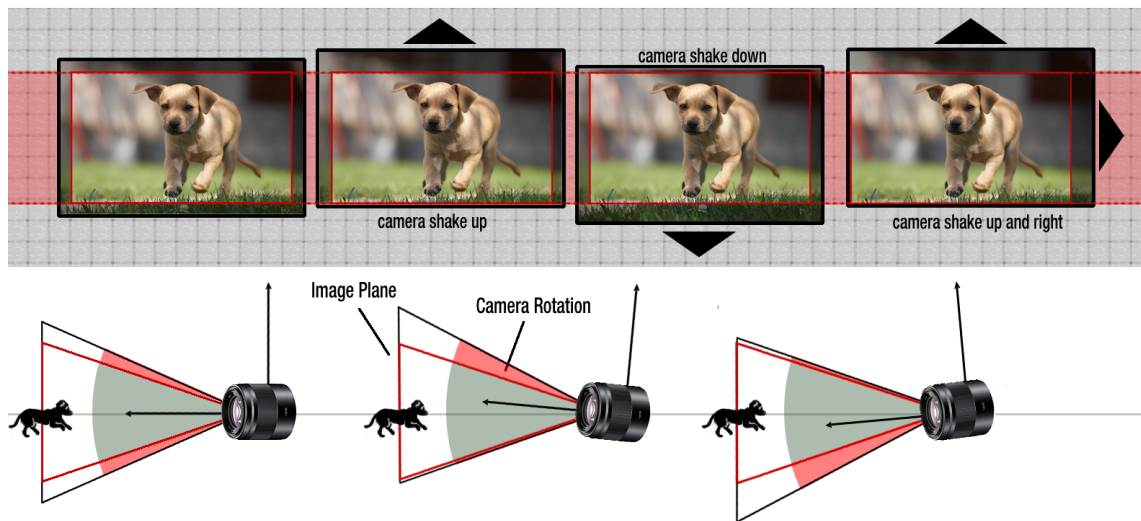 camera shake down
camera shake up
camera shake up and right
Image Plane
Camera Rotation